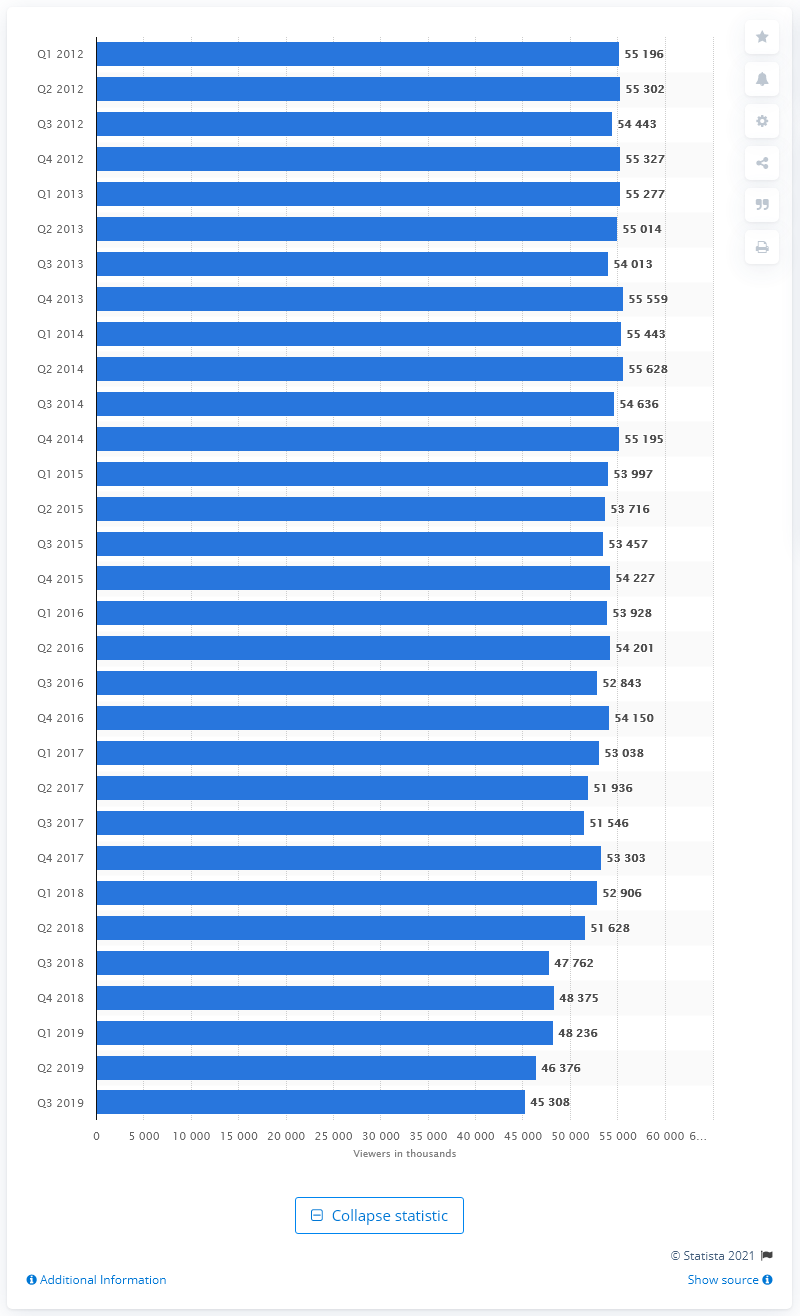 Q1 2012 55 196
Q2 2012 55 302
Q3 2012 54 443
Q4 2012 55 327
Q1 2013 55 277
Q2 2013 55 014
Q3 2013 54 013
Q4 2013 55 559
Q1 2014 55 443
Q2 2014 55 628
Q3 2014 54 636
Q4 2014 55 195
Q1 2015 53 997
Q2 2015 53 716
Q3 2015 53 457
Q4 2015 54 227
Q1 2016 53 928
Q2 2016 54 201
Q3 2016 52 843
Q4 2016 54 150
Q1 2017 53 038
Q2 2017 51 936
Q3 2017 51 546
Q4 2017 53 303
Q1 2018 52 906
Q2 2018 51 628
Q3 2018 47 762
Q4 2018 48 375
Q1 2019 48 236
Q2 2019 46 376
Q3 2019 45 308
0 5 000 10 000 15 000 20 000 25 000 30 000 35 000 40 000 45 000 50 000 55 000 60 000 6...
Viewers in thousands
Collapse statistic
© Statista 2021
Additional Information Show source